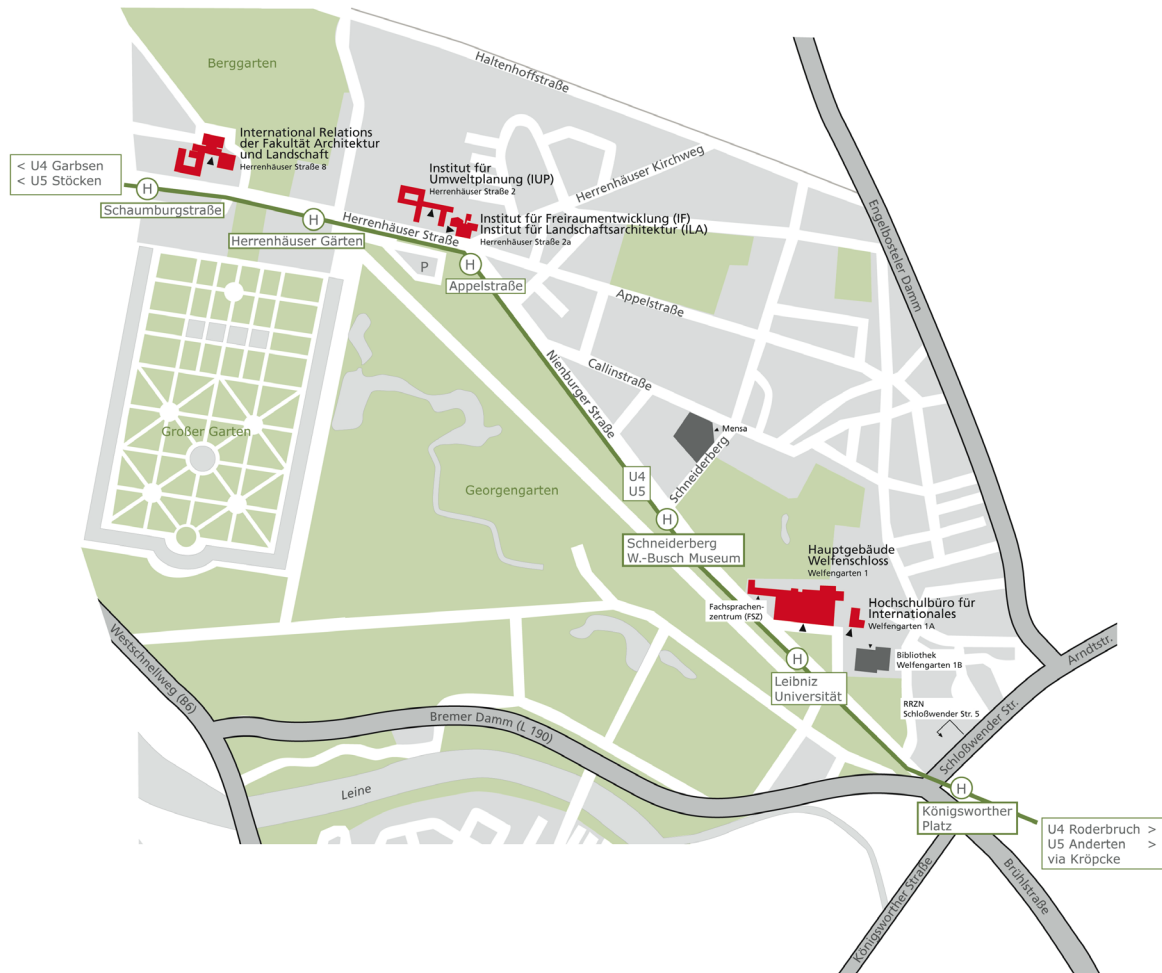 Berggarten
Haltenhoffstraße
International Relations
der Fakultät Architektur
und Landschaft
Herrenhäuser Straße 8
< U4 Garbsen
< U5 Stöcken
H
Schaumburgstraße
H
Herrenhäuser Gärten
Herrenhäuser Straße
Institut für
Umweltplanung (IUP)
Herrenhäuser Straße 2
Institut für Freiraumentwicklung (IF)
Institut für Landschaftsarchitektur (ILA)
Herrenhäuser Straße 2a
Herrenhäuser Kirchweg
Engelbosteler Damm
P
H
Appelstraße
Appelstraße
Nienburger Straße
Callinstraße
Mensa
Schneiderberg
Großer Garten
Georgengarten
U4
U5
H
Schneiderberg
W.-Busch Museum
Hauptgebäude
Welfenschloss
Welfengarten 1
Fachsprachen-
zentrum (FSZ)
Hochschulbüro für
Internationales
Welfengarten 1A
Bibliothek
Welfengarten 1B
H
Leibniz
Universität
RRZN
Schloßwender Str. 5
Arndtstr.
Schloßwender Str.
Westschnellweg (B6)
Bremer Damm (L 190)
Leine
H
Königsworther
Platz
U4 Roderbruch >
U5 Anderten >
via Kröpcke
Königsworther Straße
Brühlstraße